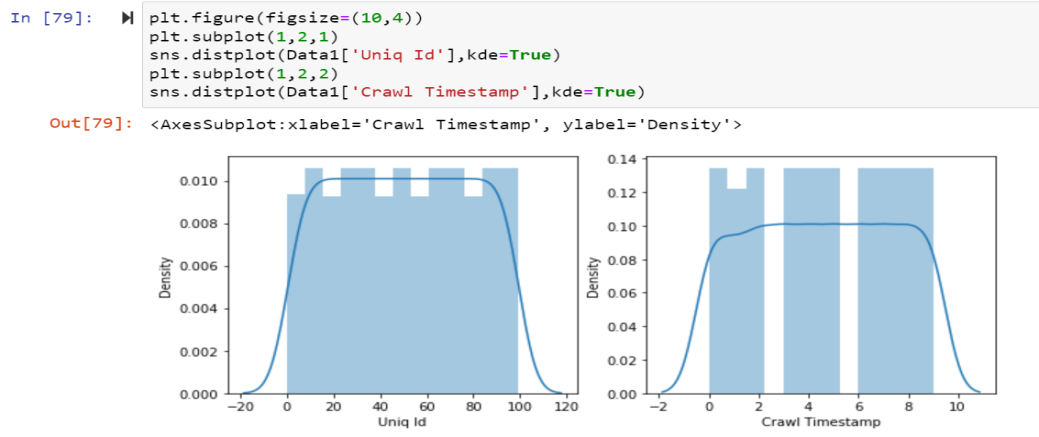 In [79]:
plt.figure(figsize=(10,4))
plt.subplot(1,2,1)
sns.distplot(Data1['Uniq Id'],kde=True)
plt.subplot(1,2,2)
sns.distplot(Data1['Crawl Timestamp'],kde=True)
Out[79]: <AxesSubplot:xlabel='Crawl Timestamp', ylabel='Density'>
Density
0.010
0.008
0.006
0.004
0.002
0.000
−20 0 20 40 60 80 100 120
Uniq Id
Density
0.14
0.12
0.10
0.08
0.06
0.04
0.02
0.00
−2 0 2 4 6 8 10
Crawl Timestamp